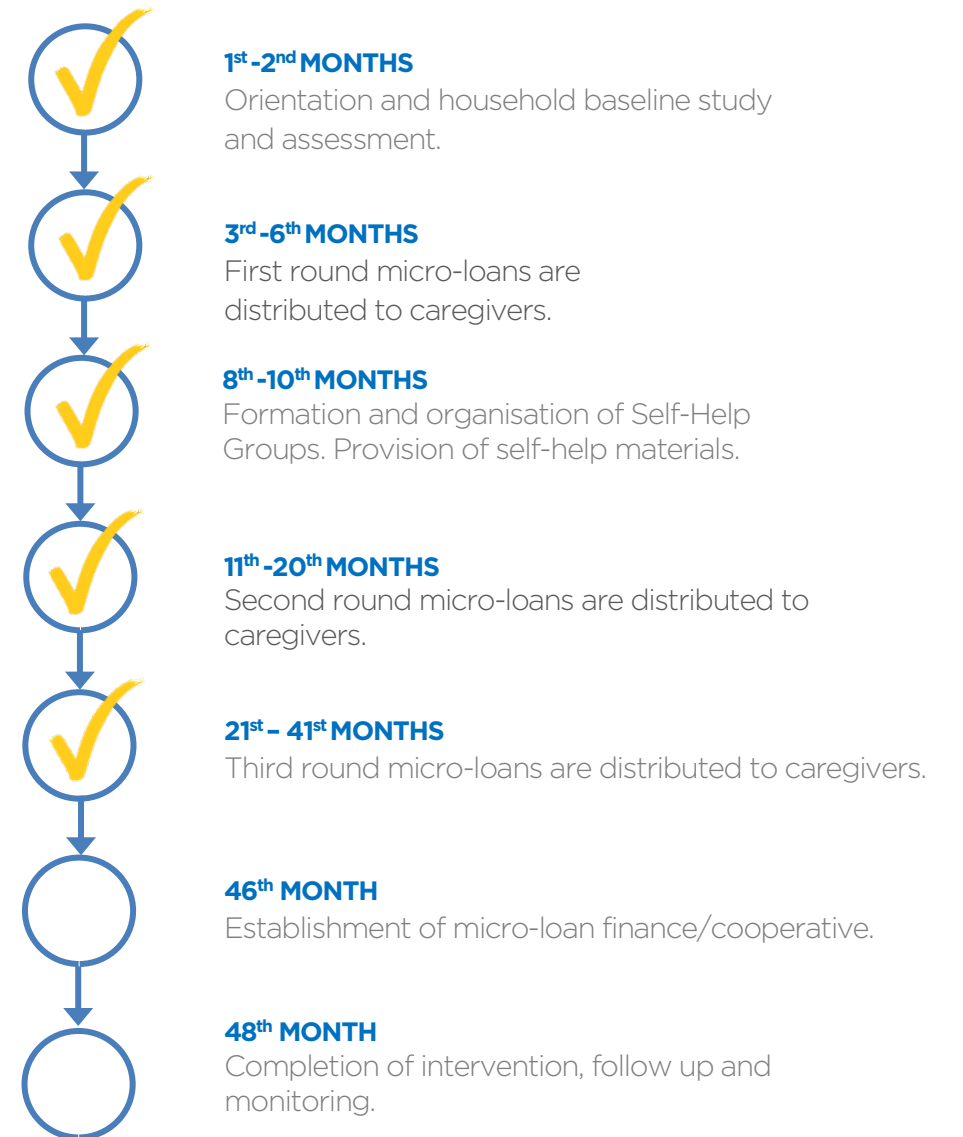 1st -2nd MONTHS
Orientation and household baseline study
and assessment.
3rd -6th MONTHS
First round micro-loans are
distributed to caregivers.
8th -10th MONTHS
Formation and organisation of Self-Help
Groups. Provision of self-help materials.
11th -20th MONTHS
Second round micro-loans are distributed to
caregivers.
21st – 41st MONTHS
Third round micro-loans are distributed to caregivers.
46th MONTH
Establishment of micro-loan finance/cooperative.
48th MONTH
Completion of intervention, follow up and
monitoring.